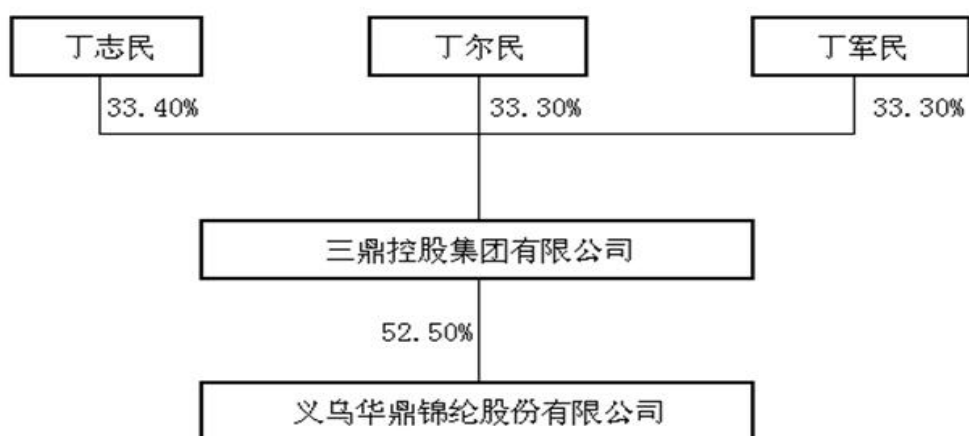 丁志民 丁尔民 丁军民
33.40% 33.30% 33.30%
三鼎控股集团有限公司
52.50%
义乌华鼎锦纶股份有限公司